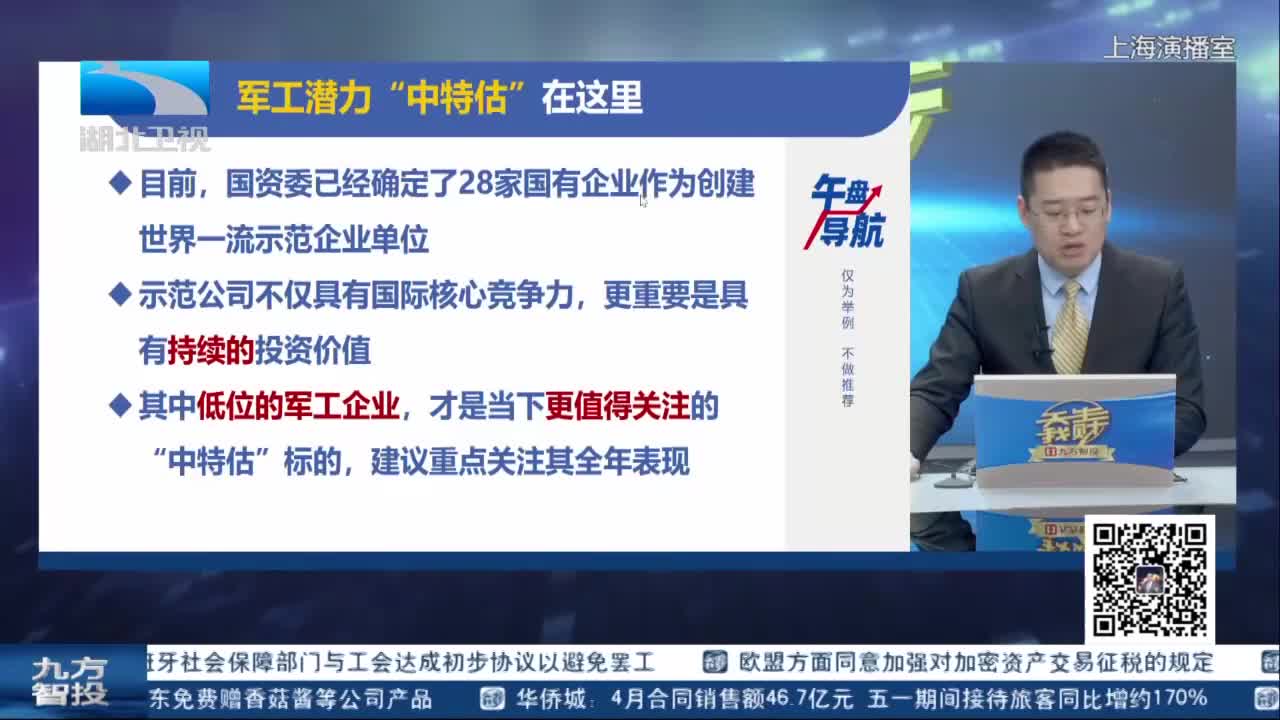 上海演播室
湖北卫视
军工潜力“中特估”在这里
◆目前，国资委已经确定了28家国有企业作为创建
世界一流示范企业单位
◆示范公司不仅具有国际核心竞争力，更重要是具
有持续的投资价值
◆其中低位的军工企业，才是当下更值得关注的
“中特估”标的，建议重点关注其全年表现
午盘
导航
仅为举例 不做推荐
九方智投
九方
智投
牙社会保障部门与工会达成初步协议以避免罢工 欧盟方面同意加强对加密资产交易征税的规定
东免费赠香菇酱等公司产品 华侨城：4月合同销售额46.7亿元 五一期间接待旅客同比增约170%